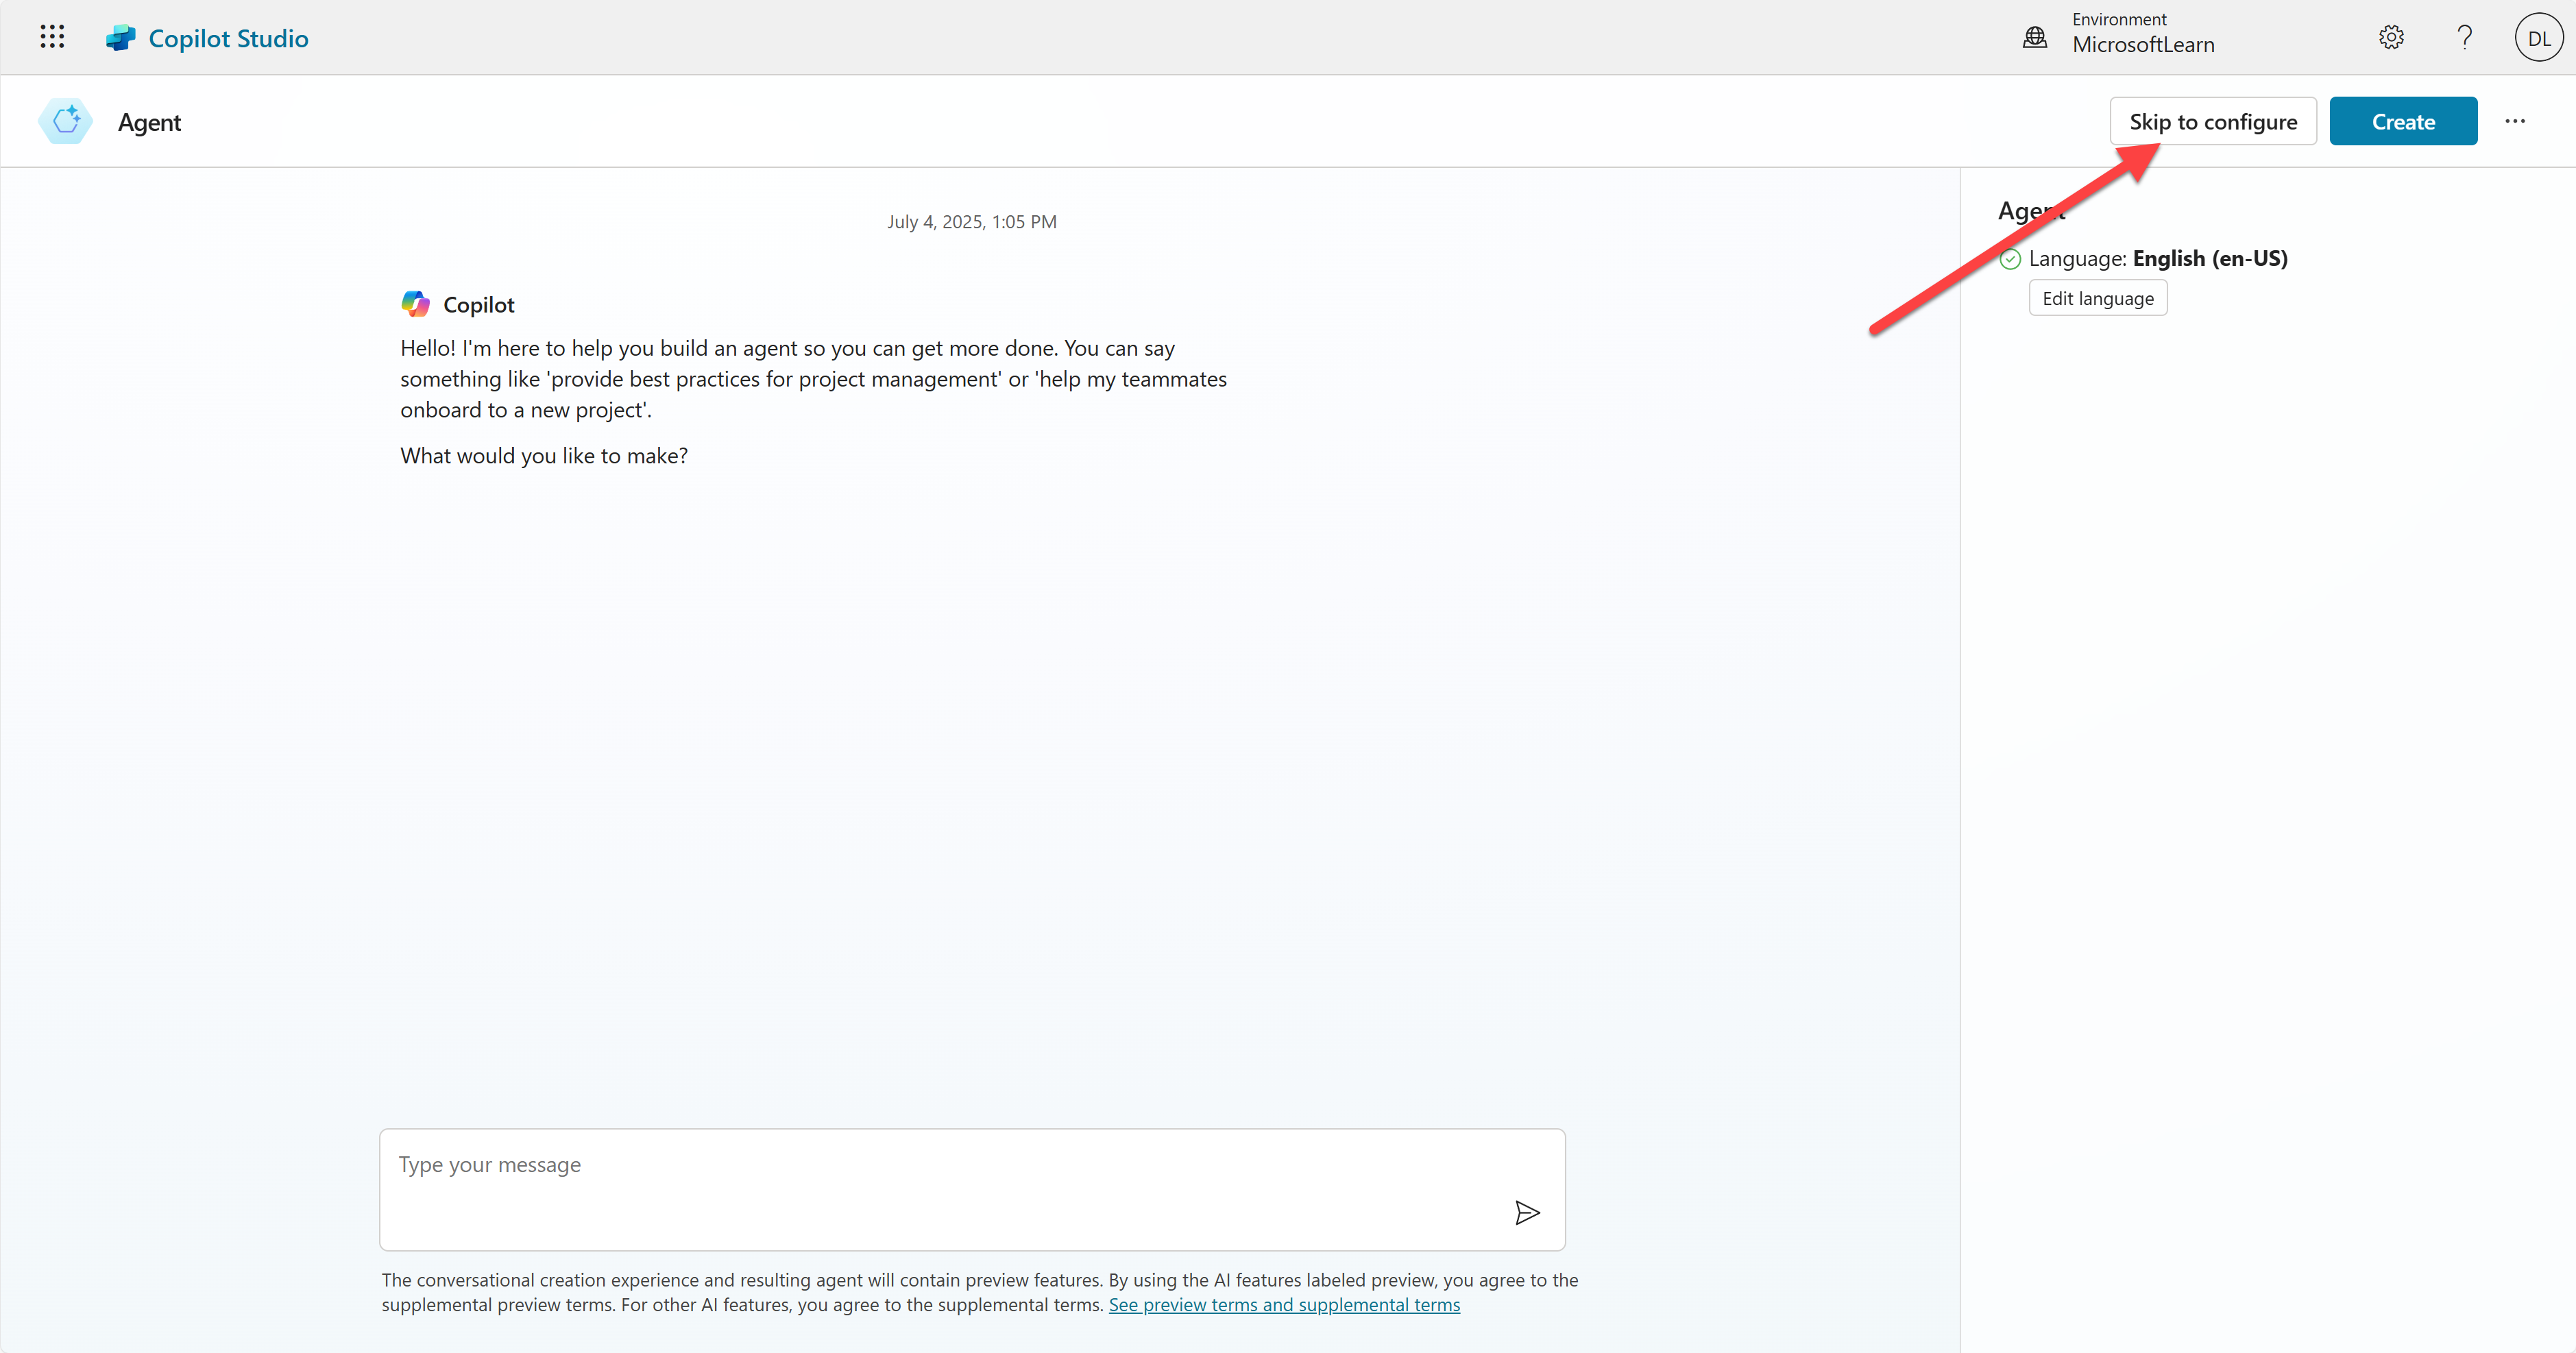 Copilot Studio
Environment
MicrosoftLearn
DL
Agent
Skip to configure
Create
July 4, 2025, 1:05 PM
Copilot
Hello! I'm here to help you build an agent so you can get more done. You can say
something like 'provide best practices for project management' or 'help my teammates
onboard to a new project'.
What would you like to make?
Agent
Language: English (en-US)
Edit language
Type your message
The conversational creation experience and resulting agent will contain preview features. By using the AI features labeled preview, you agree to the
supplemental preview terms. For other AI features, you agree to the supplemental terms. See preview terms and supplemental terms